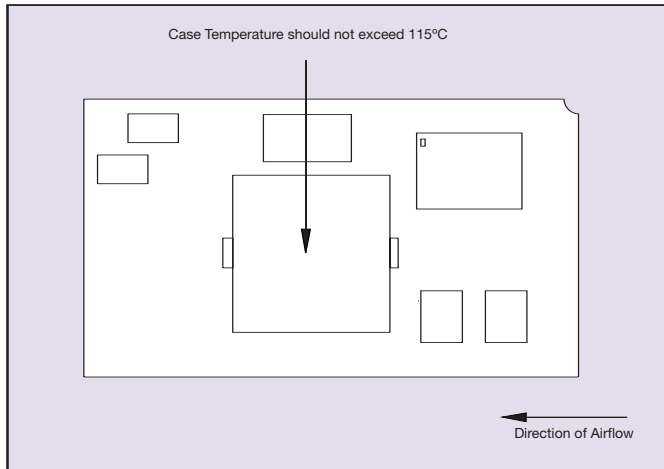 Case Temperature should not exceed 115ºC
Direction of Airflow